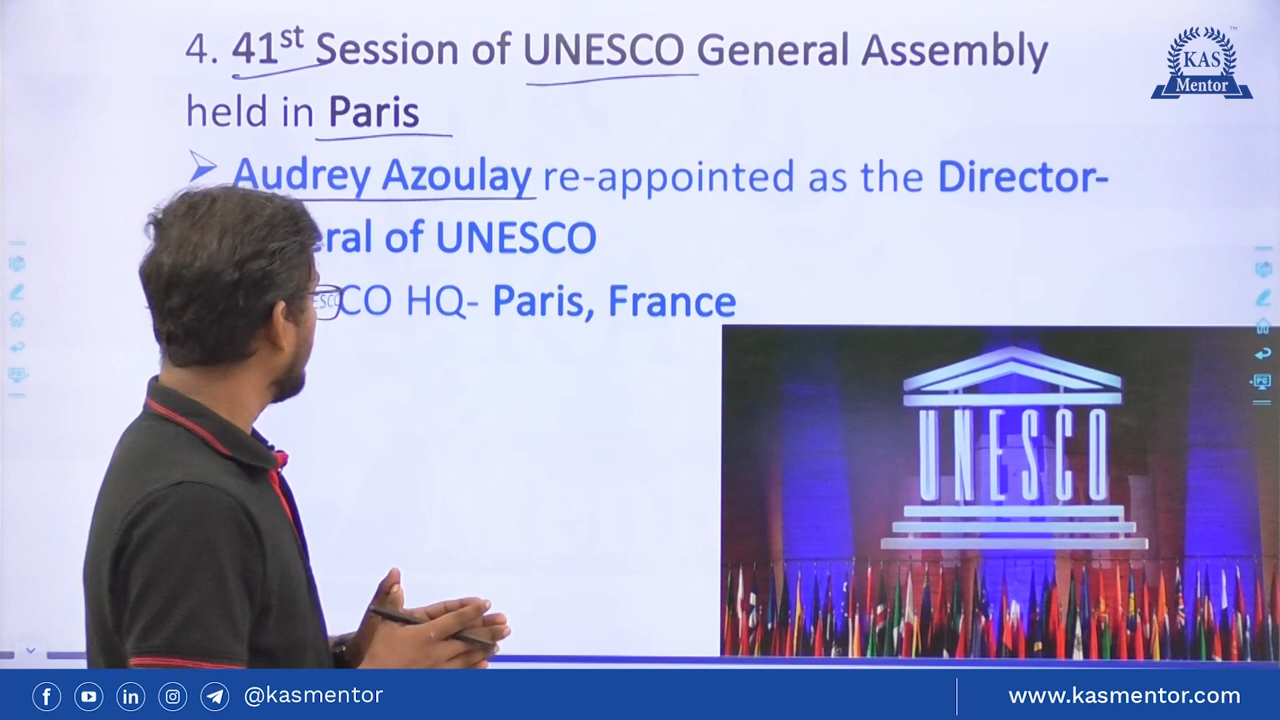 4. 41st Session of UNESCO General Assembly
held in Paris
➢ Audrey Azoulay re-appointed as the Director-
eral of UNESCO
CO HQ- Paris, France
KAS
Mentor
™
UNESCO
@kasmentor
www.kasmentor.com